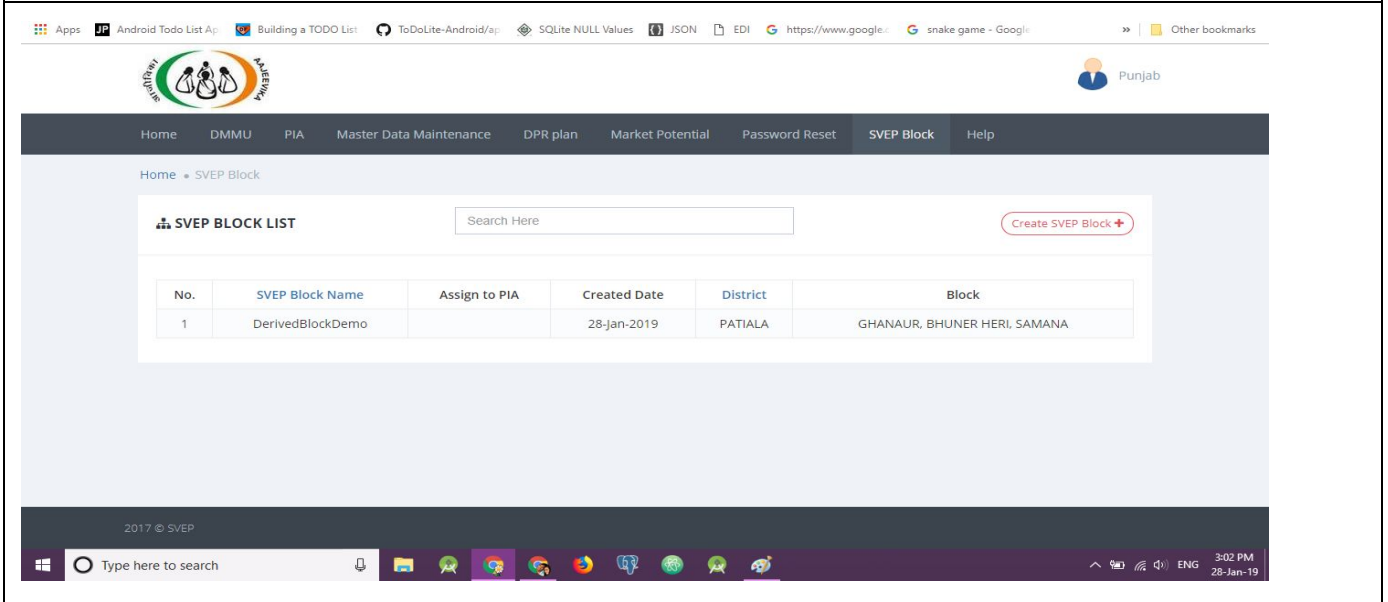 Apps JP Android Todo List Ap Building a TODO List ToDoLite-Android/ap SQLite NULL Values JSON EDI https://www.google.c snake game - Google » Other bookmarks
आजीविका AAJEEVIKA
Punjab
Home DMMU PIA Master Data Maintenance DPR plan Market Potential Password Reset SVEP Block Help
Home • SVEP Block
SVEP BLOCK LIST Search Here Create SVEP Block +
No. SVEP Block Name Assign to PIA Created Date District Block
1 DerivedBlockDemo 28-Jan-2019 PATIALA GHANAUR, BHUNER HERI, SAMANA
2017 © SVEP
Type here to search ENG 3:02 PM
28-Jan-19